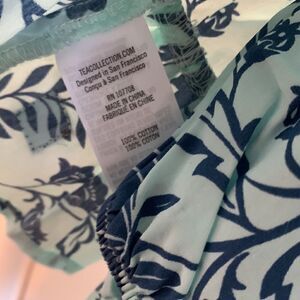 TEACOLLECTION.COM
Designed in San Francisco
Conçu à San Francisco
RN 107708
MADE IN CHINA
FABRIQUÉ EN CHINE
100% COTTON
100% COTON